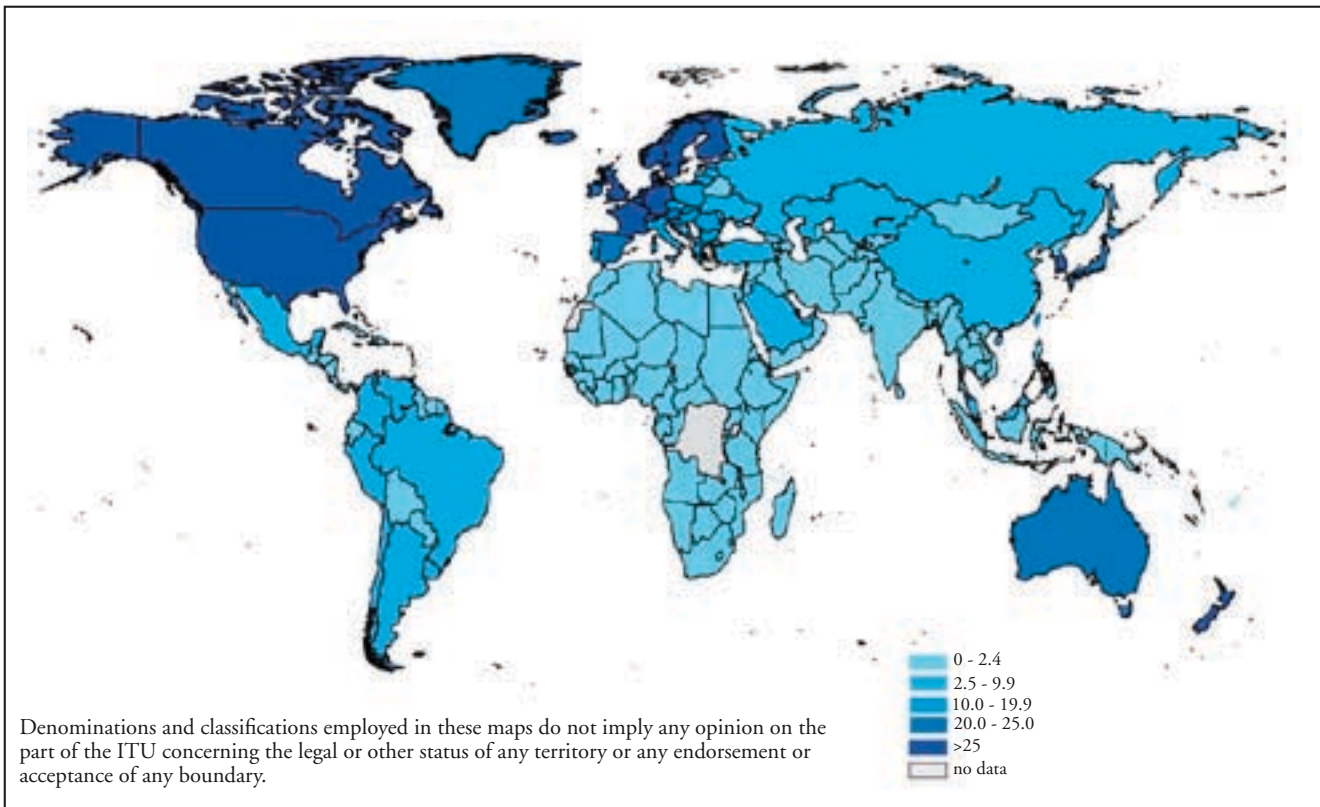 0 - 2.4
2.5 - 9.9
10.0 - 19.9
20.0 - 25.0
>25
no data
Denominations and classifications employed in these maps do not imply any opinion on the
part of the ITU concerning the legal or other status of any territory or any endorsement or
acceptance of any boundary.